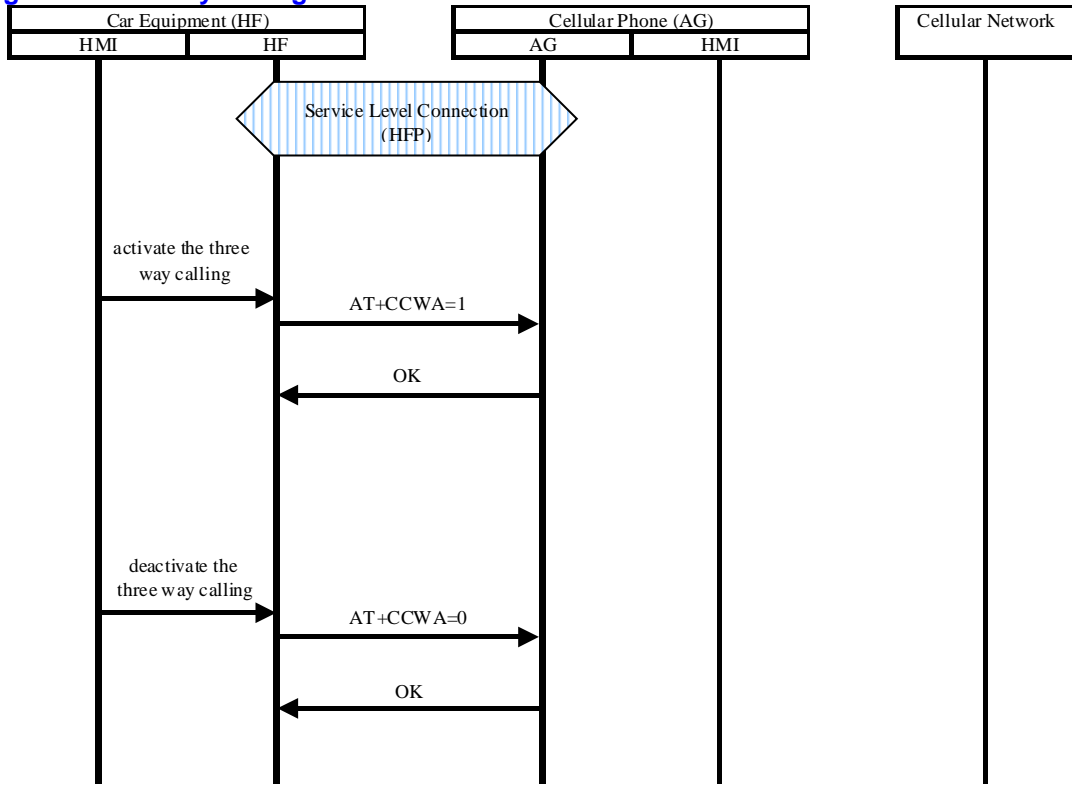 Car Equipment (HF)
Cellular Phone (AG)
Cellular Network
HMI
HF
AG
HMI
Service Level Connection
(HFP)
activate the three
way calling
AT+CCWA=1
OK
deactivate the
three way calling
AT+CCWA=0
OK